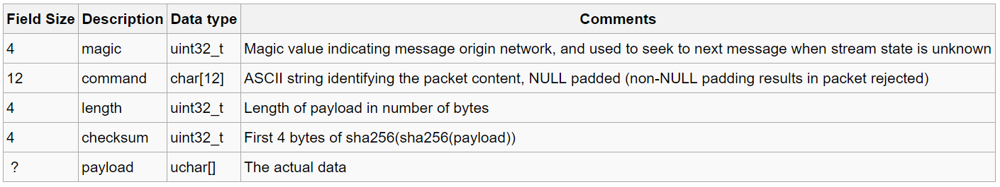 Field Size Description Data type Comments
4 magic uint32_t Magic value indicating message origin network, and used to seek to next message when stream state is unknown
12 command char[12] ASCII string identifying the packet content, NULL padded (non-NULL padding results in packet rejected)
4 length uint32_t Length of payload in number of bytes
4 checksum uint32_t First 4 bytes of sha256(sha256(payload))
? payload uchar[] The actual data